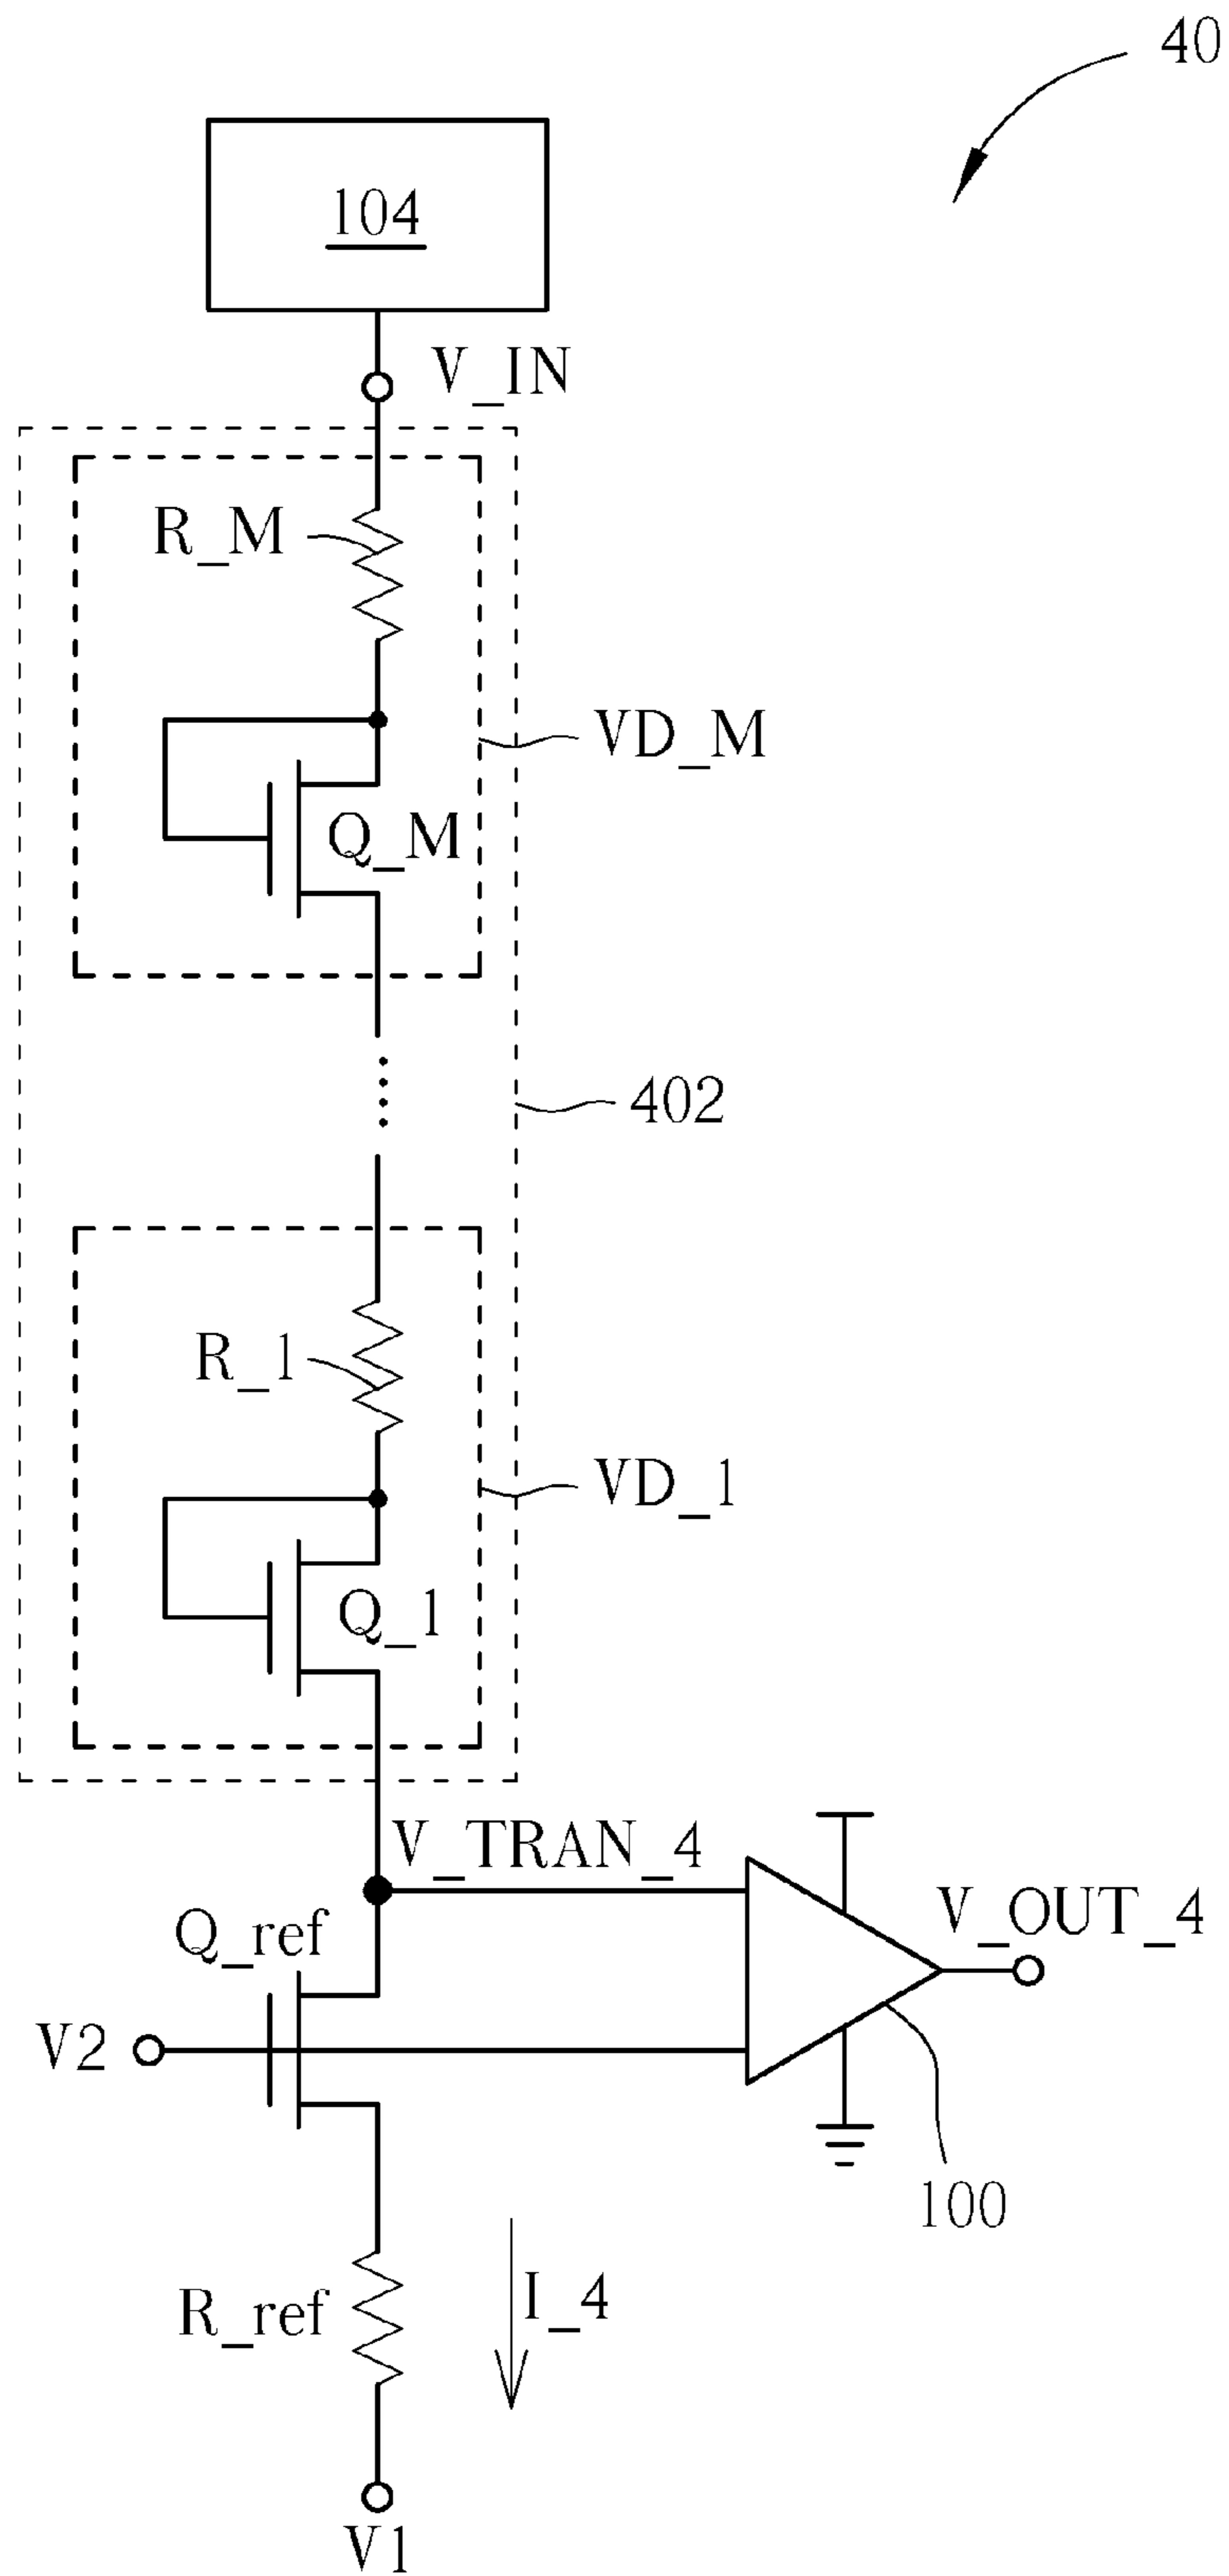 40
104
V_IN
R_M
VD_M
Q_M
402
R_1
VD_1
Q_1
V_TRAN_4
V_OUT_4
Q_ref
V2
100
R_ref
I_4
V1